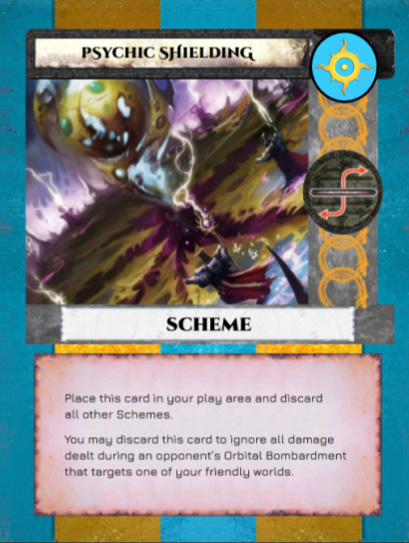 PSYCHIC SHIELDING
SCHEME
Place this card in your play area and discard
all other Schemes.
You may discard this card to ignore all damage
dealt during an opponent's Orbital Bombardment
that targets one of your friendly worlds.